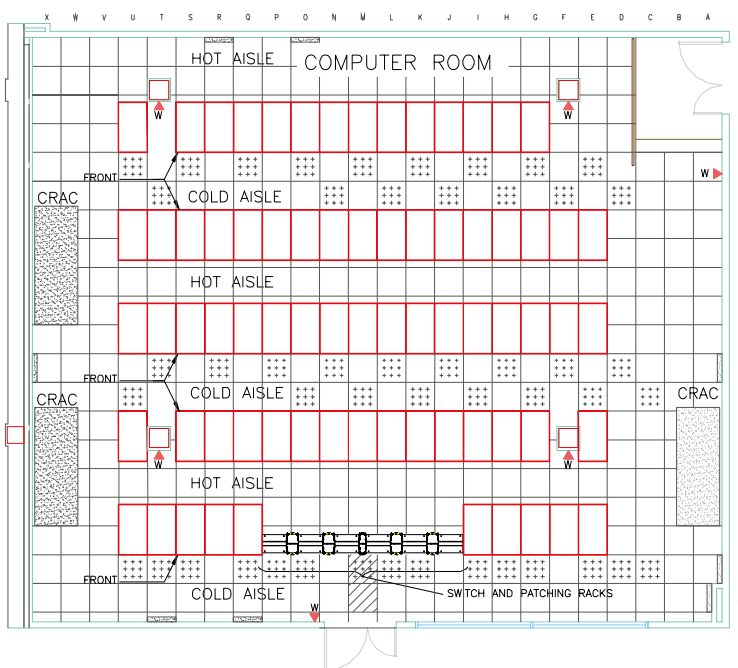 X W V U T S R Q P O N M L K J I H G F E D C B A
HOT AISLE
COMPUTER ROOM
W
W
W
FRONT
COLD AISLE
CRAC
HOT AISLE
FRONT
COLD AISLE
CRAC
CRAC
W
W
HOT AISLE
FRONT
COLD AISLE
SWTCH AND PATCHING RACKS
W